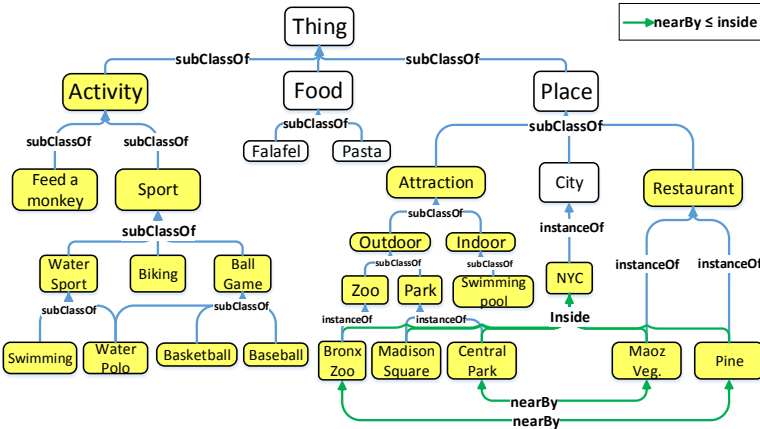 Thing
nearBy ≤ inside
subClassOf
subClassOf
Activity
Food
Place
subClassOf
subClassOf
subClassOf
subClassOf
Falafel
Pasta
Feed a
monkey
Sport
Attraction
City
Restaurant
subClassOf
subClassOf
instanceOf
Outdoor
Indoor
Water
Sport
Biking
Ball
Game
subClassOf
subClassOf
instanceOf
instanceOf
Zoo
Park
Swimming
pool
NYC
subClassOf
subClassOf
instanceOf
instanceOf
Inside
Swimming
Water
Polo
Basketball
Baseball
Bronx
Zoo
Madison
Square
Central
Park
Maoz
Veg.
Pine
nearBy
nearBy